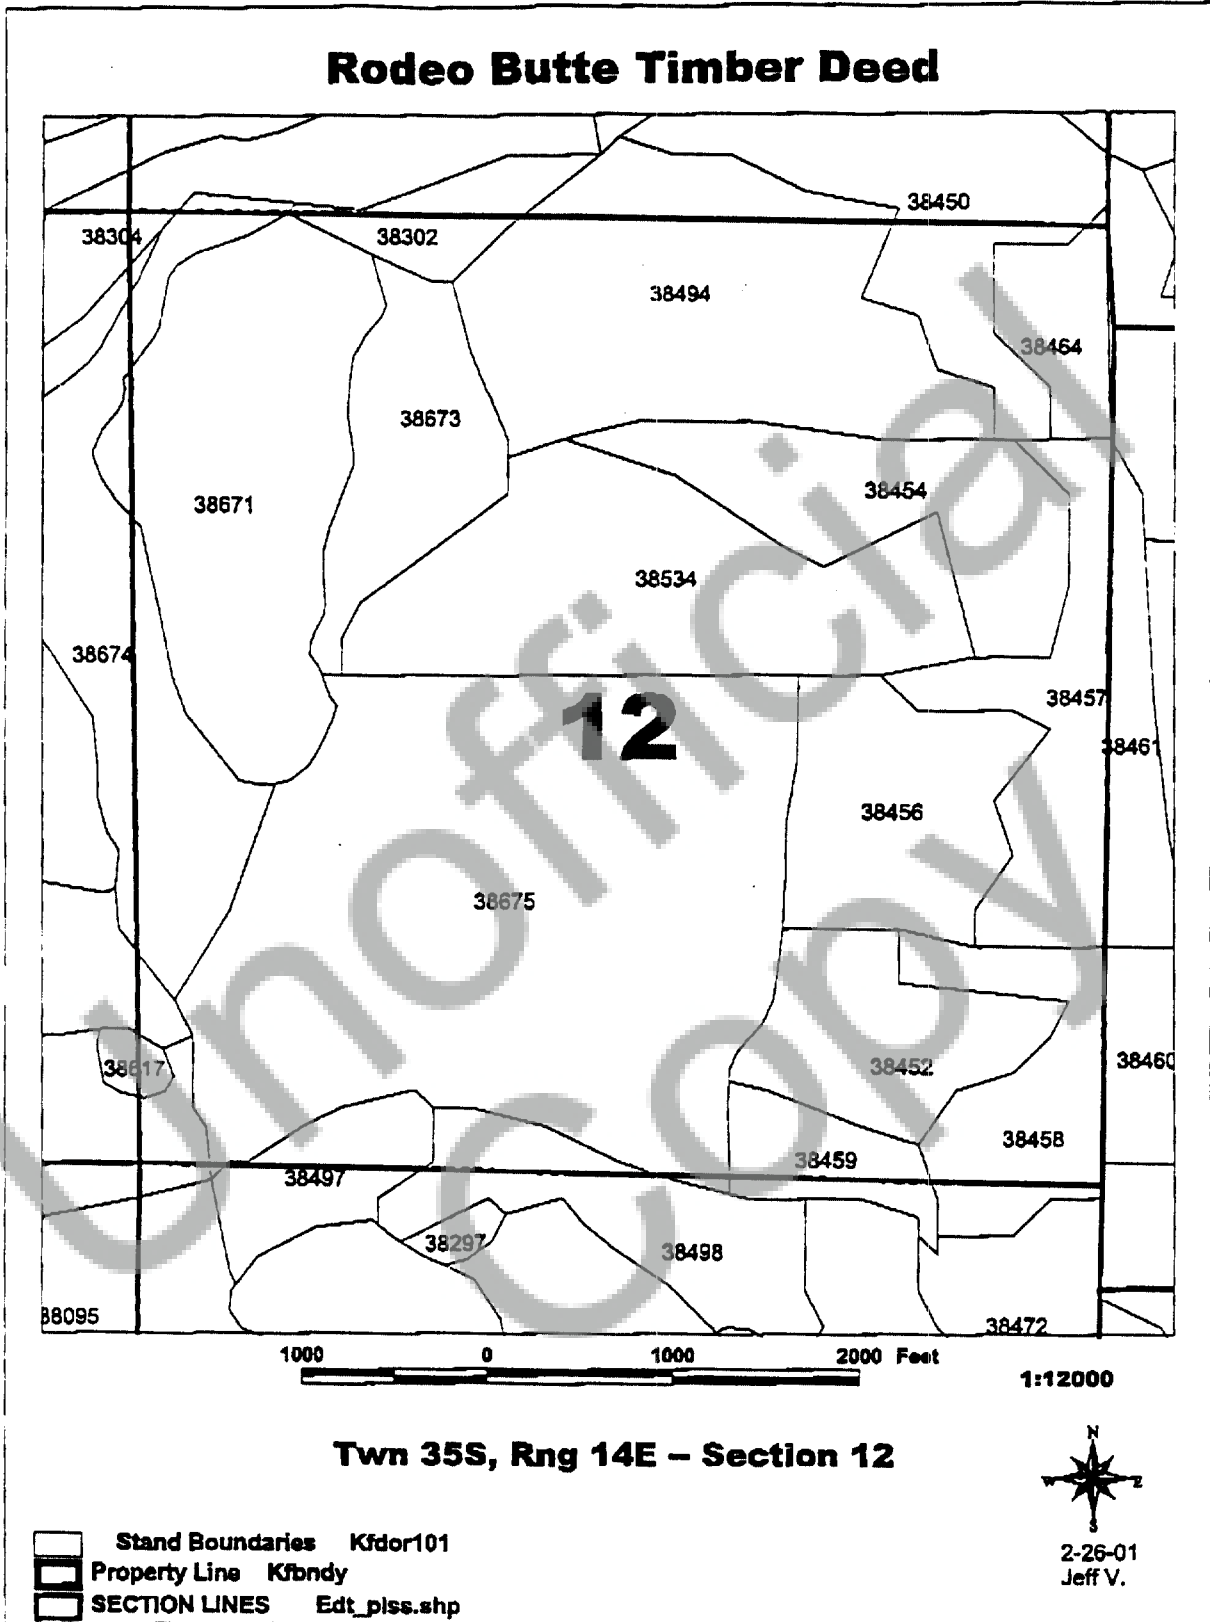 Rodeo Butte Timber Deed
38450
38304
38302
38494
38464
38673
38454
38671
38534
38674
38457
12
38461
38456
38675
38617
38452
38460
38458
38459
38497
38297
38498
38095
38472
1000 0 1000 2000 Feet
1:12000
Twn 35S, Rng 14E – Section 12
N
W E
S
Stand Boundaries Kfdor101
Property Line Kfbndy
SECTION LINES Edt_plss.shp
2-26-01
Jeff V.
Unofficial
Copy